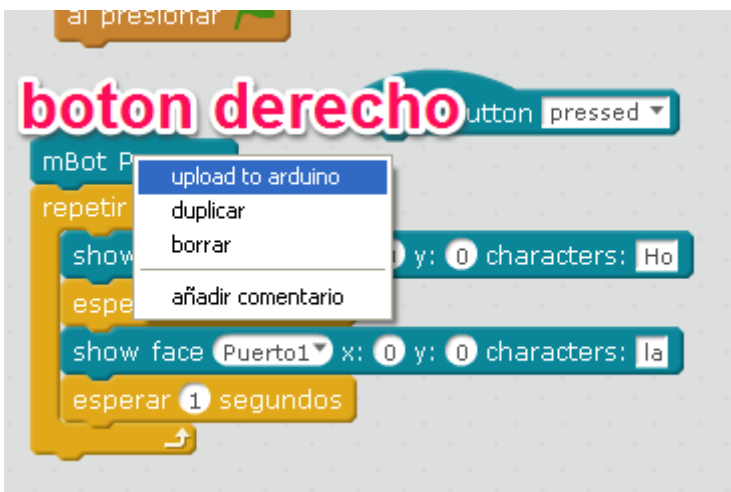 al presionar
boton derecho
utton pressed
mBot P
upload to arduino
repetir
duplicar
show
borrar
y: 0 characters: Ho
espe
añadir comentario
show face Puerto1 x: 0 y: 0 characters: la
esperar 1 segundos